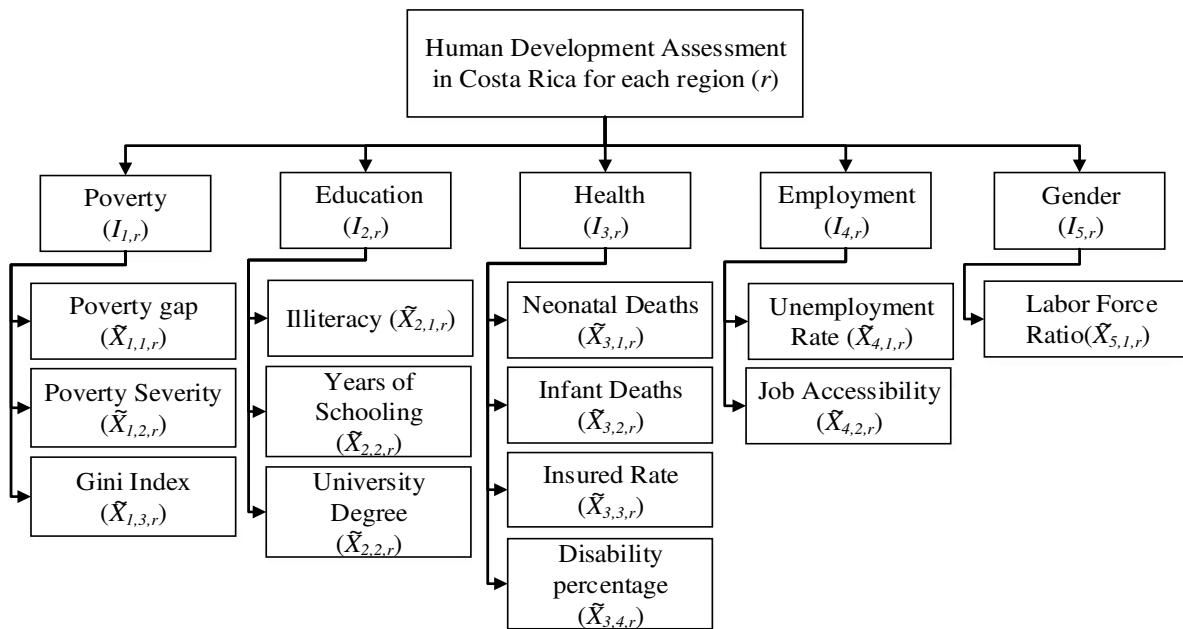 Human Development Assessment
in Costa Rica for each region (r)
Poverty
(I1,r)
Education
(I2,r)
Health
(I3,r)
Employment
(I4,r)
Gender
(I5,r)
Poverty gap
(X̃1,1,r)
Poverty Severity
(X̃1,2,r)
Gini Index
(X̃1,3,r)
Illiteracy (X̃2,1,r)
Years of
Schooling
(X̃2,2,r)
University
Degree
(X̃2,2,r)
Neonatal Deaths
(X̃3,1,r)
Infant Deaths
(X̃3,2,r)
Insured Rate
(X̃3,3,r)
Disability
percentage
(X̃3,4,r)
Unemployment
Rate (X̃4,1,r)
Job Accessibility
(X̃4,2,r)
Labor Force
Ratio(X̃5,1,r)